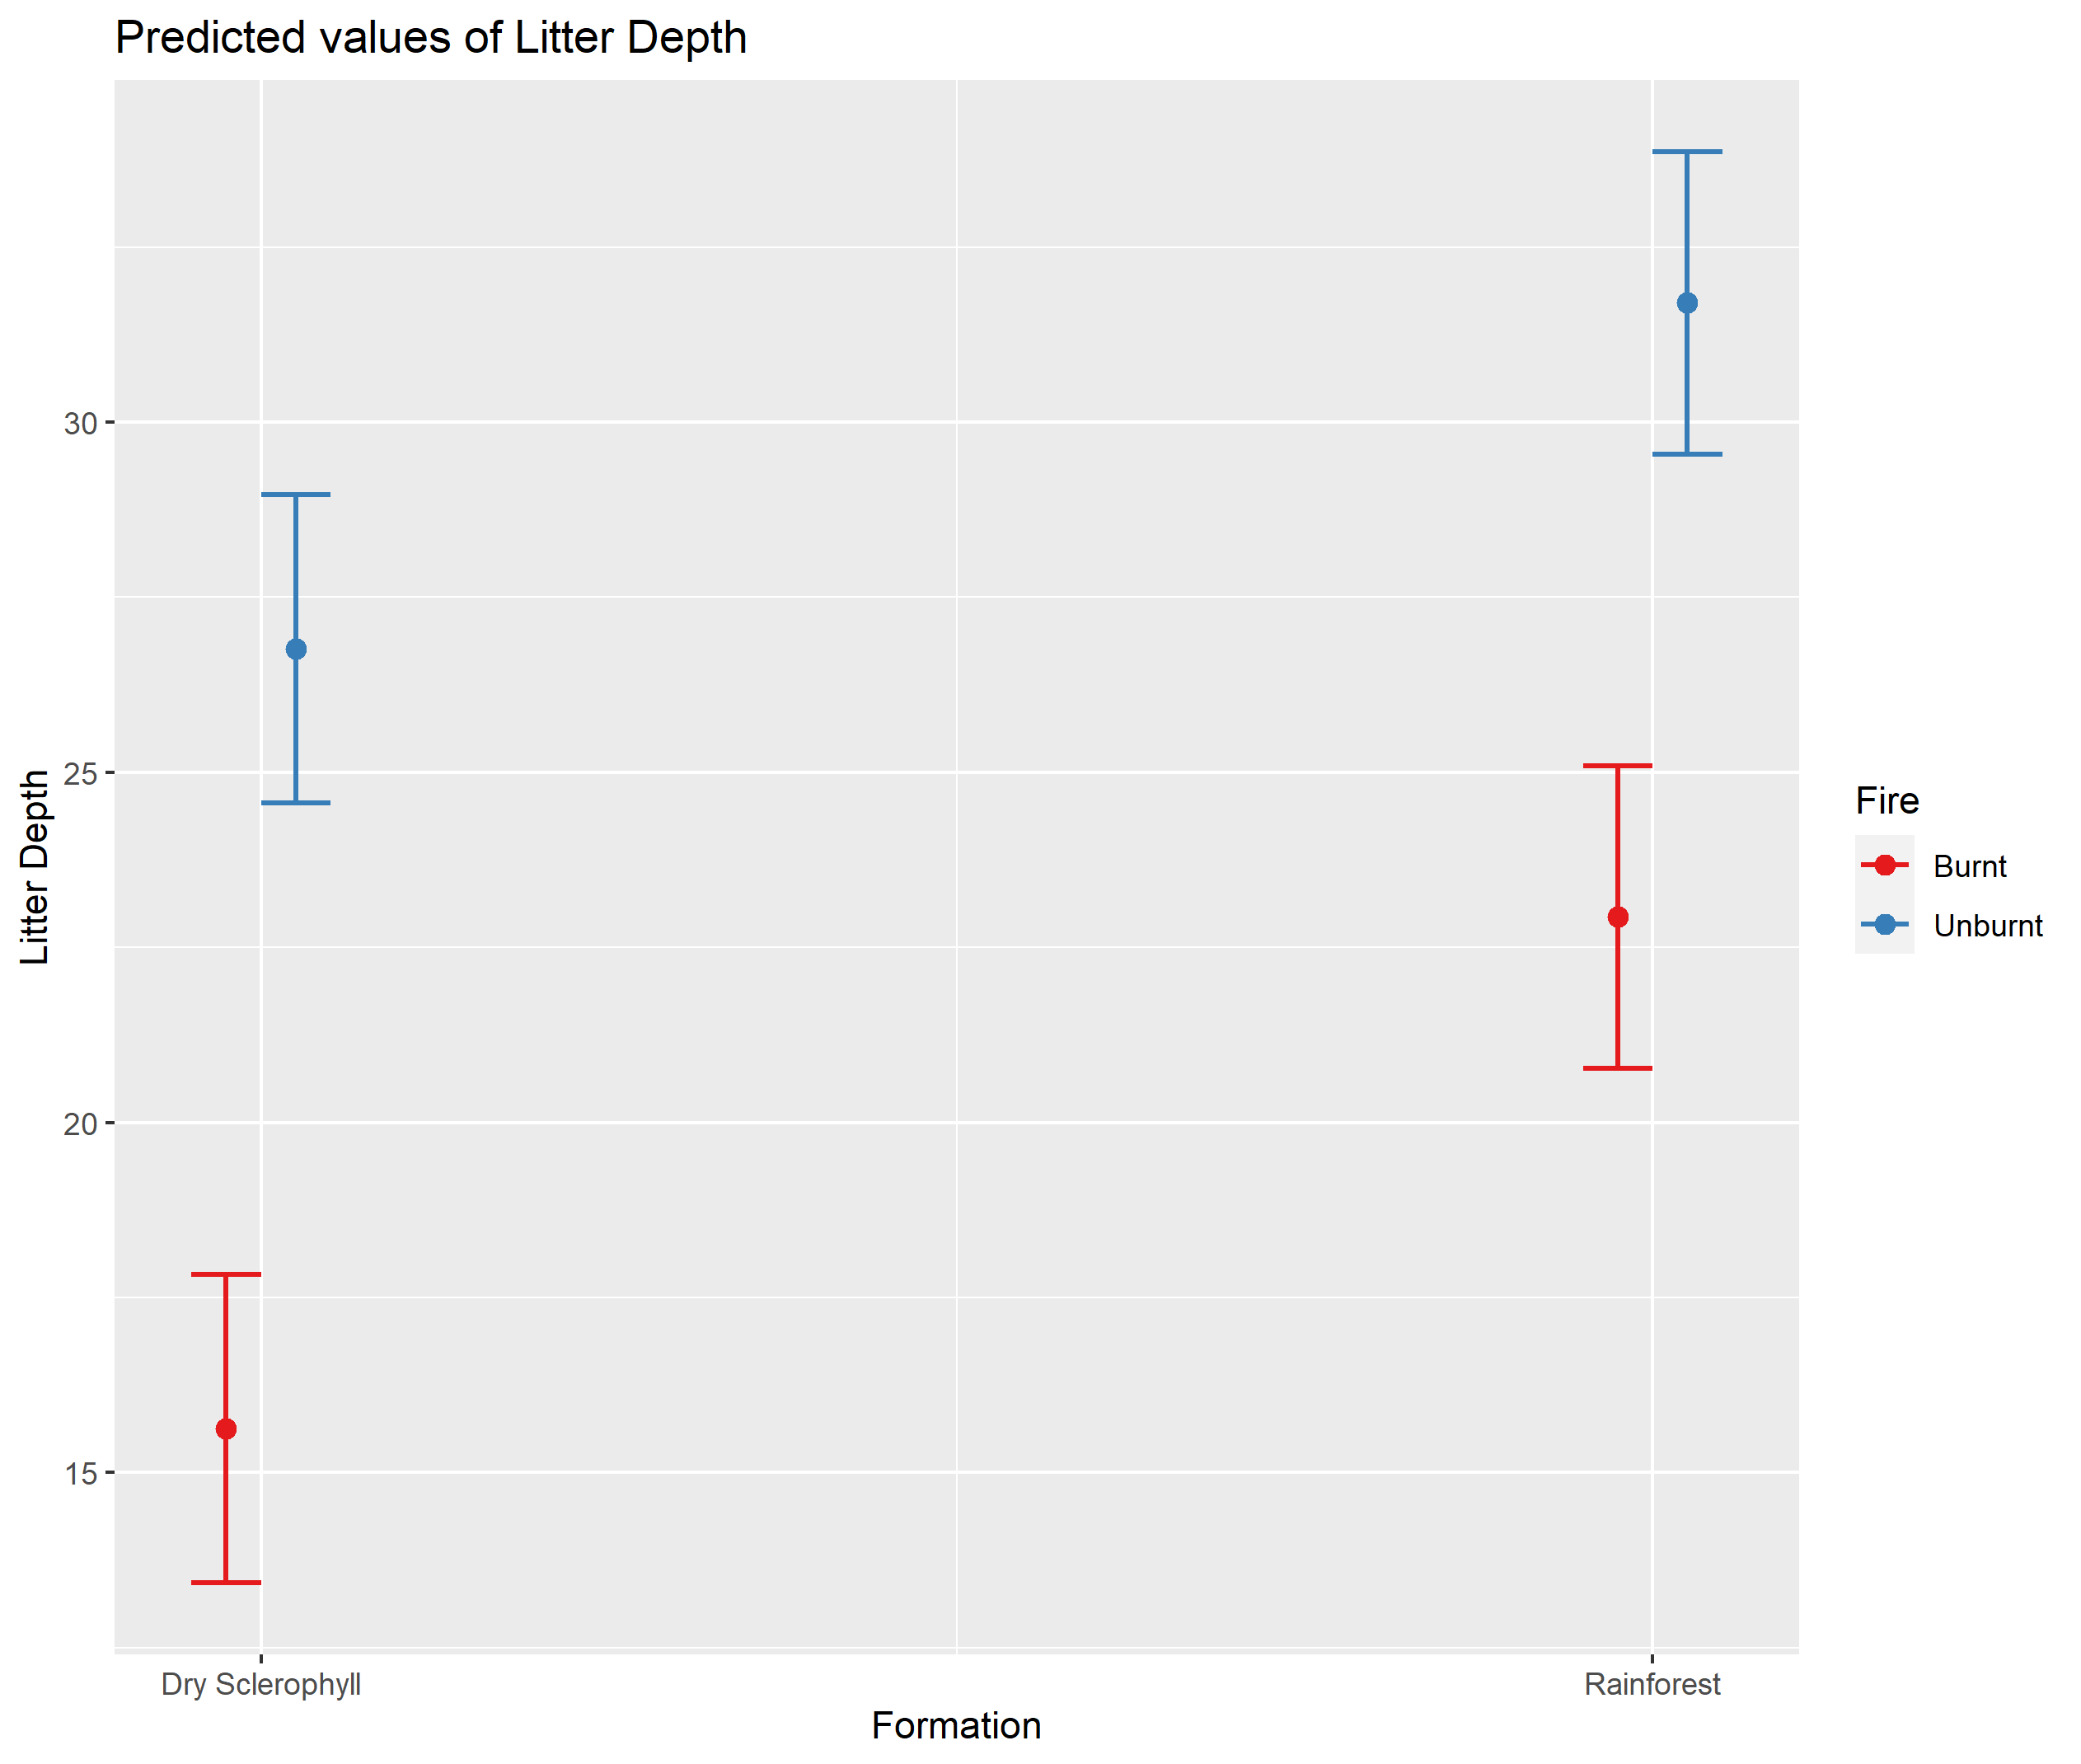 Predicted values of Litter Depth
Litter Depth
30
25
20
15
Dry Sclerophyll
Rainforest
Formation
Fire
Burnt
Unburnt